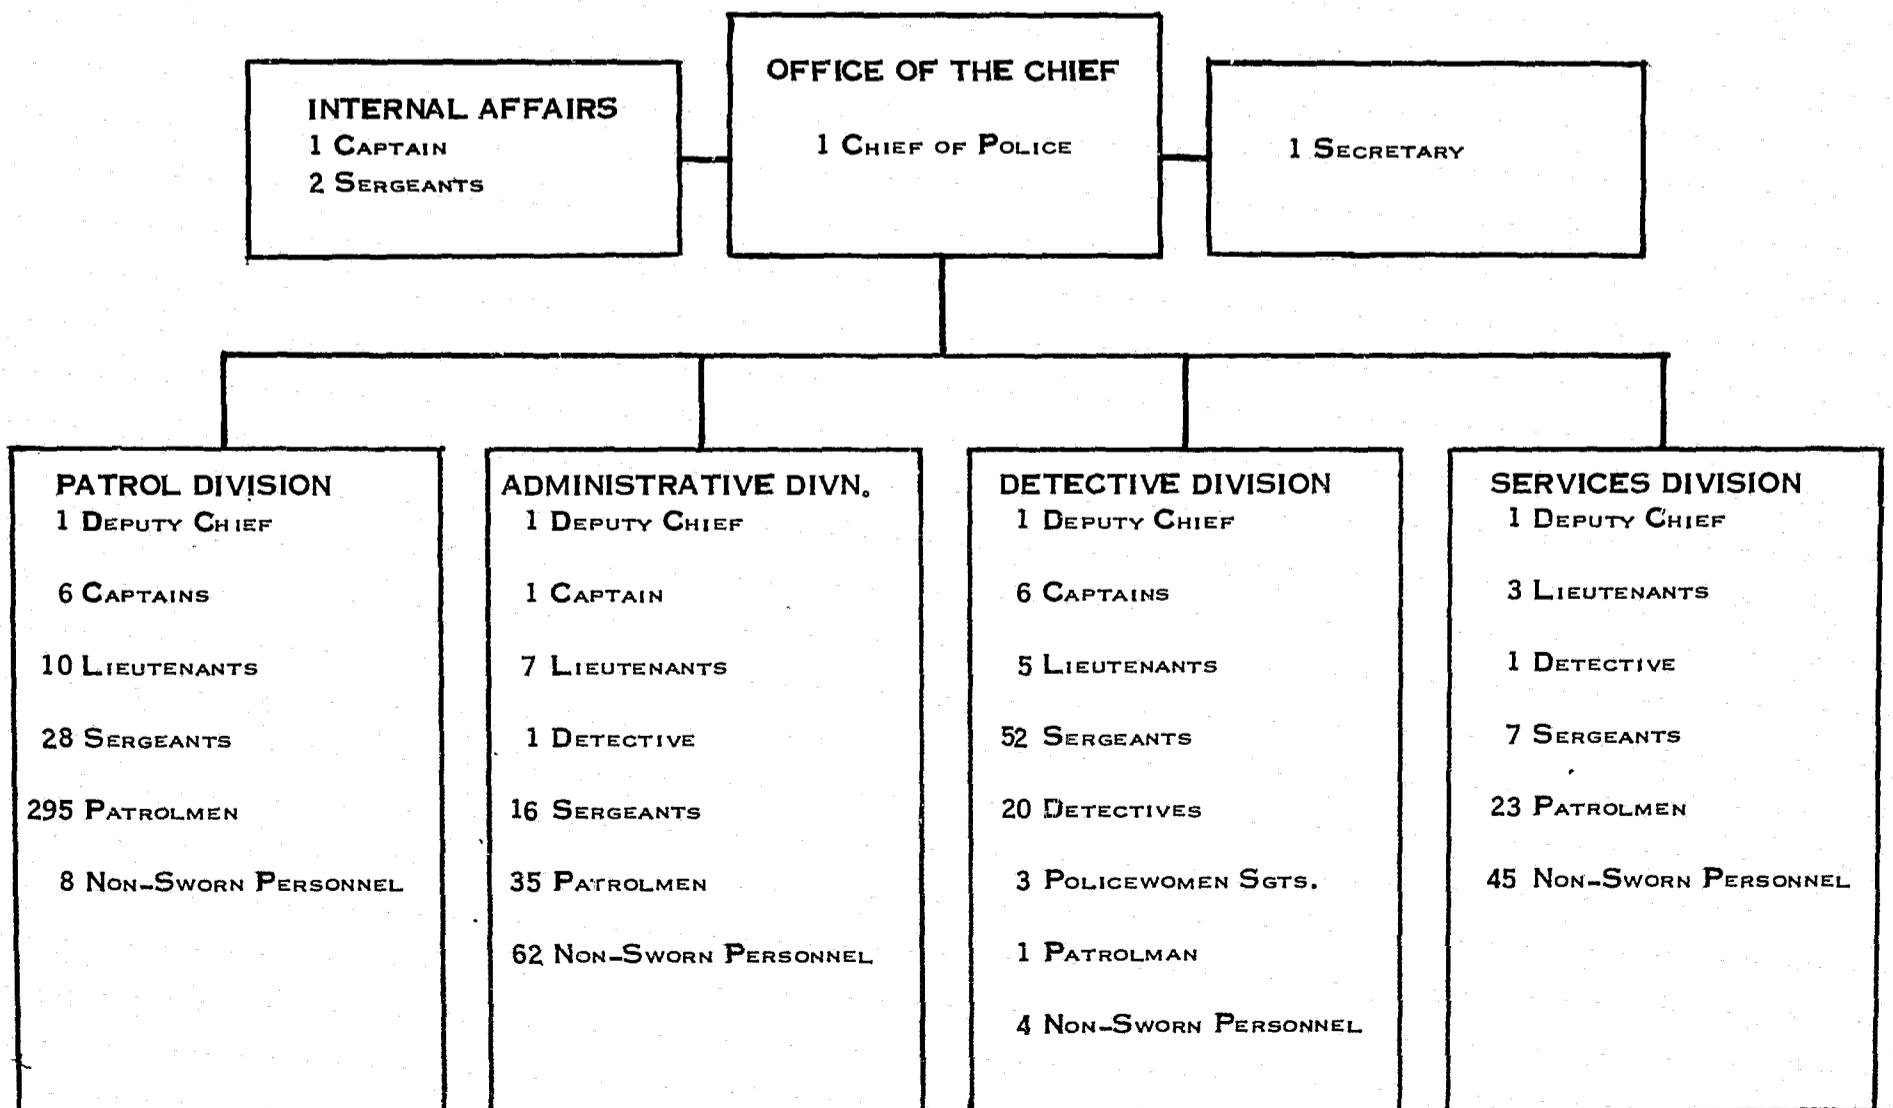 OFFICE OF THE CHIEF
1 CHIEF OF POLICE
INTERNAL AFFAIRS
1 CAPTAIN
2 SERGEANTS
1 SECRETARY
PATROL DIVISION
1 DEPUTY CHIEF
6 CAPTAINS
10 LIEUTENANTS
28 SERGEANTS
295 PATROLMEN
8 NON-SWORN PERSONNEL
ADMINISTRATIVE DIVN.
1 DEPUTY CHIEF
1 CAPTAIN
7 LIEUTENANTS
1 DETECTIVE
16 SERGEANTS
35 PATROLMEN
62 NON-SWORN PERSONNEL
DETECTIVE DIVISION
1 DEPUTY CHIEF
6 CAPTAINS
5 LIEUTENANTS
52 SERGEANTS
20 DETECTIVES
3 POLICEWOMEN SGTS.
1 PATROLMAN
4 NON-SWORN PERSONNEL
SERVICES DIVISION
1 DEPUTY CHIEF
3 LIEUTENANTS
1 DETECTIVE
7 SERGEANTS
23 PATROLMEN
45 NON-SWORN PERSONNEL